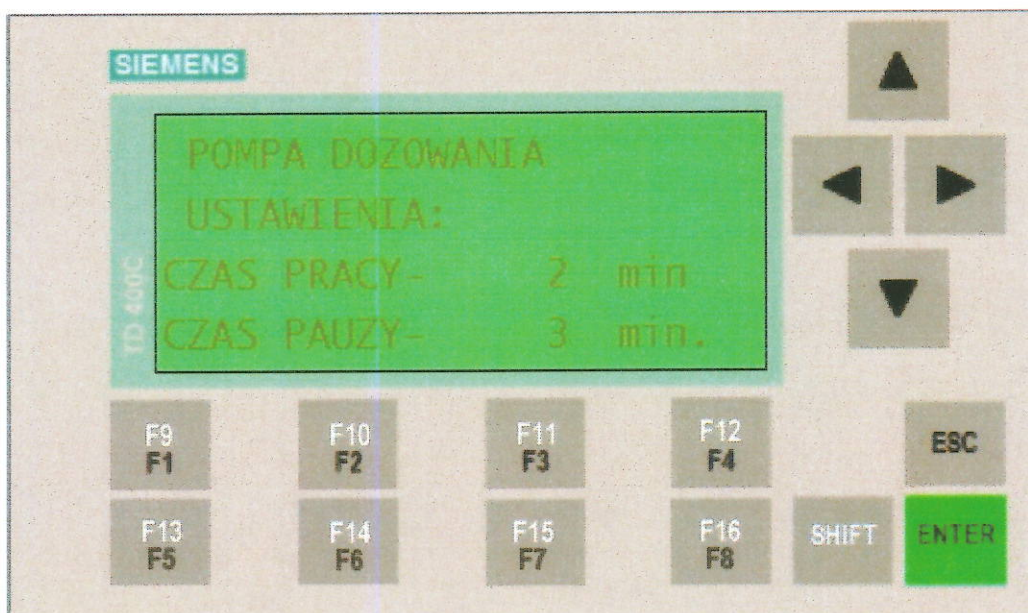 SIEMENS
POMPA DOZOWANIA
USTAWIENIA:
CZAS PRACY- 2 min
CZAS PAUZY- 3 min.
TD 400C
F9 F10 F11 F12
F1 F2 F3 F4
ESC
F13 F14 F15 F16
F5 F6 F7 F8
SHIFT
ENTER